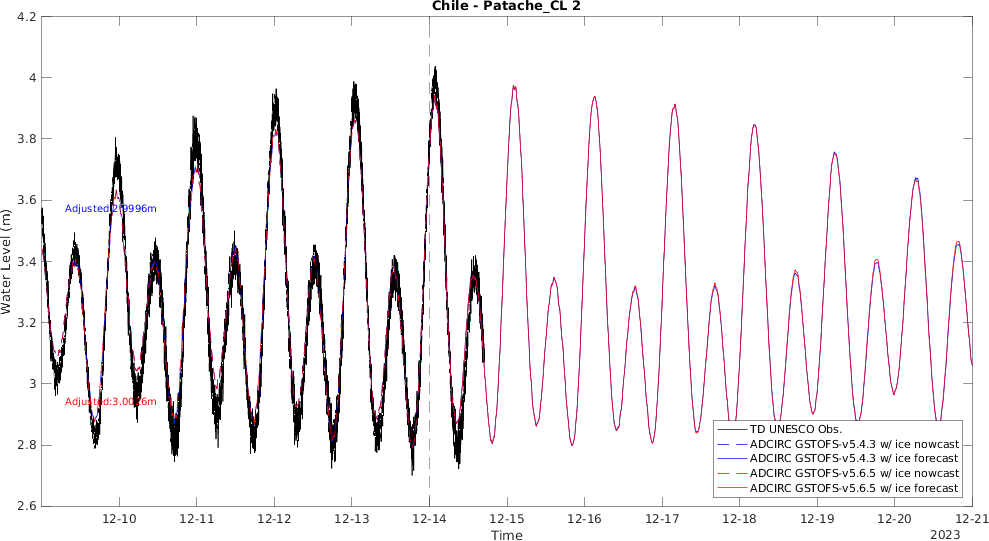 Chile - Patache_CL 2
4.2
4
3.8
3.6
3.4
3.2
3
2.8
2.6
Water Level (m)
Adjusted:2.9996m
Adjusted:3.0026m
TD UNESCO Obs.
ADCIRC GSTOFS-v5.4.3 w/ ice nowcast
ADCIRC GSTOFS-v5.4.3 w/ ice forecast
ADCIRC GSTOFS-v5.6.5 w/ ice nowcast
ADCIRC GSTOFS-v5.6.5 w/ ice forecast
12-10 12-11 12-12 12-13 12-14 12-15 12-16 12-17 12-18 12-19 12-20 12-21
Time
2023